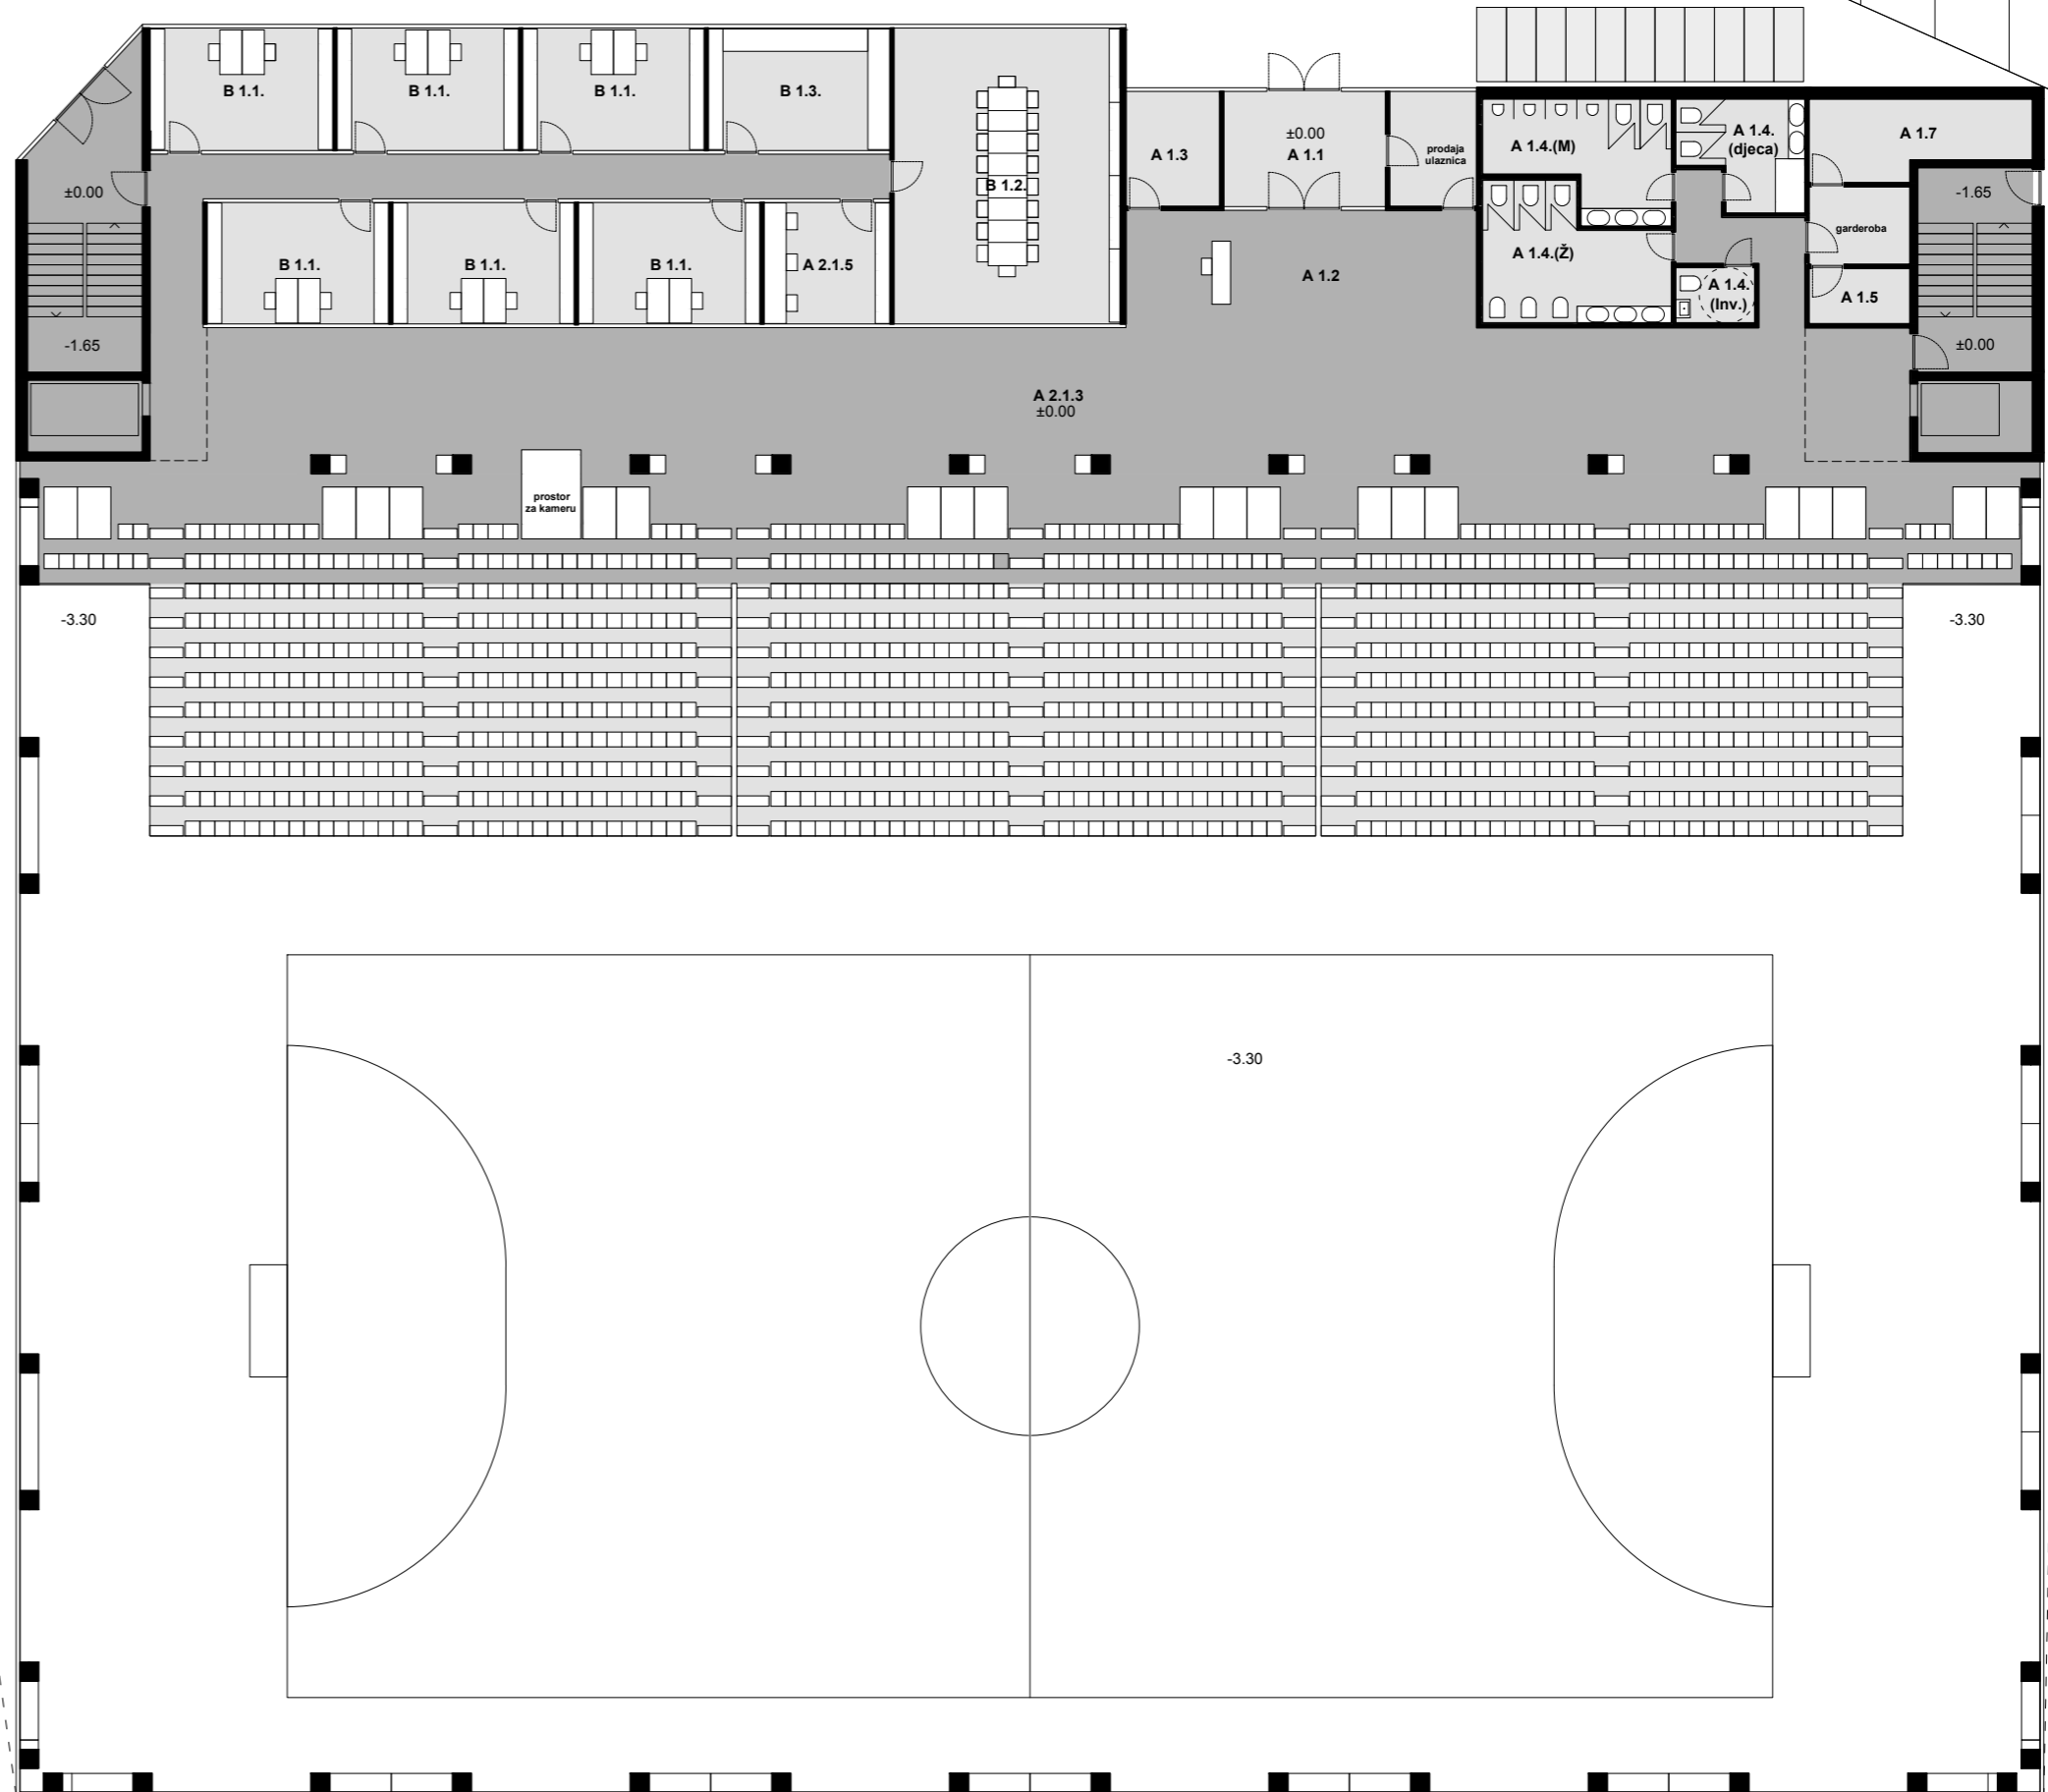 B 1.1.
B 1.1.
B 1.1.
B 1.3.
B 1.2.
A 1.3
±0.00
A 1.1
prodaja
ulaznica
A 1.4.(M)
A 1.4.
(djeca)
A 1.7
±0.00
-1.65
garderoba
B 1.1.
B 1.1.
B 1.1.
A 2.1.5
A 1.2
A 1.4.(Ž)
A 1.4.
(Inv.)
A 1.5
-1.65
±0.00
A 2.1.3
±0.00
prostor
za kameru
-3.30
-3.30
-3.30